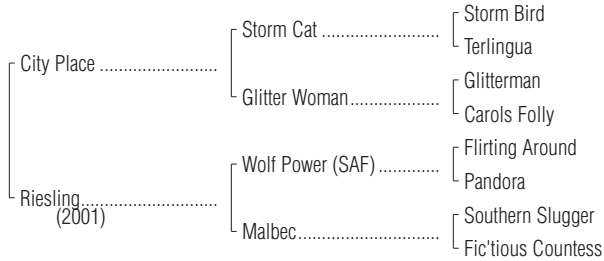 Storm Bird
Storm Cat ......................
Terlingua
City Place ......................
Glitterman
Glitter Woman.................
Carols Folly
Flirting Around
Wolf Power (SAF) ............
Pandora
Riesling.........................
(2001)
Southern Slugger
Malbec...........................
Fic'tious Countess